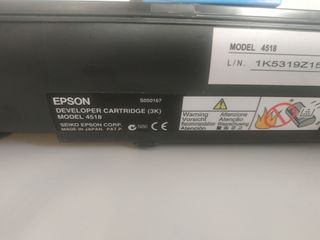 MODEL 4518
L/N. 1K5319Z15
EPSON S050167
DEVELOPER CARTRIDGE (3K)
MODEL 4518
SEIKO EPSON CORP.
MADE IN JAPAN PAT.P.
Warning Attenzione
Vorsicht Atención